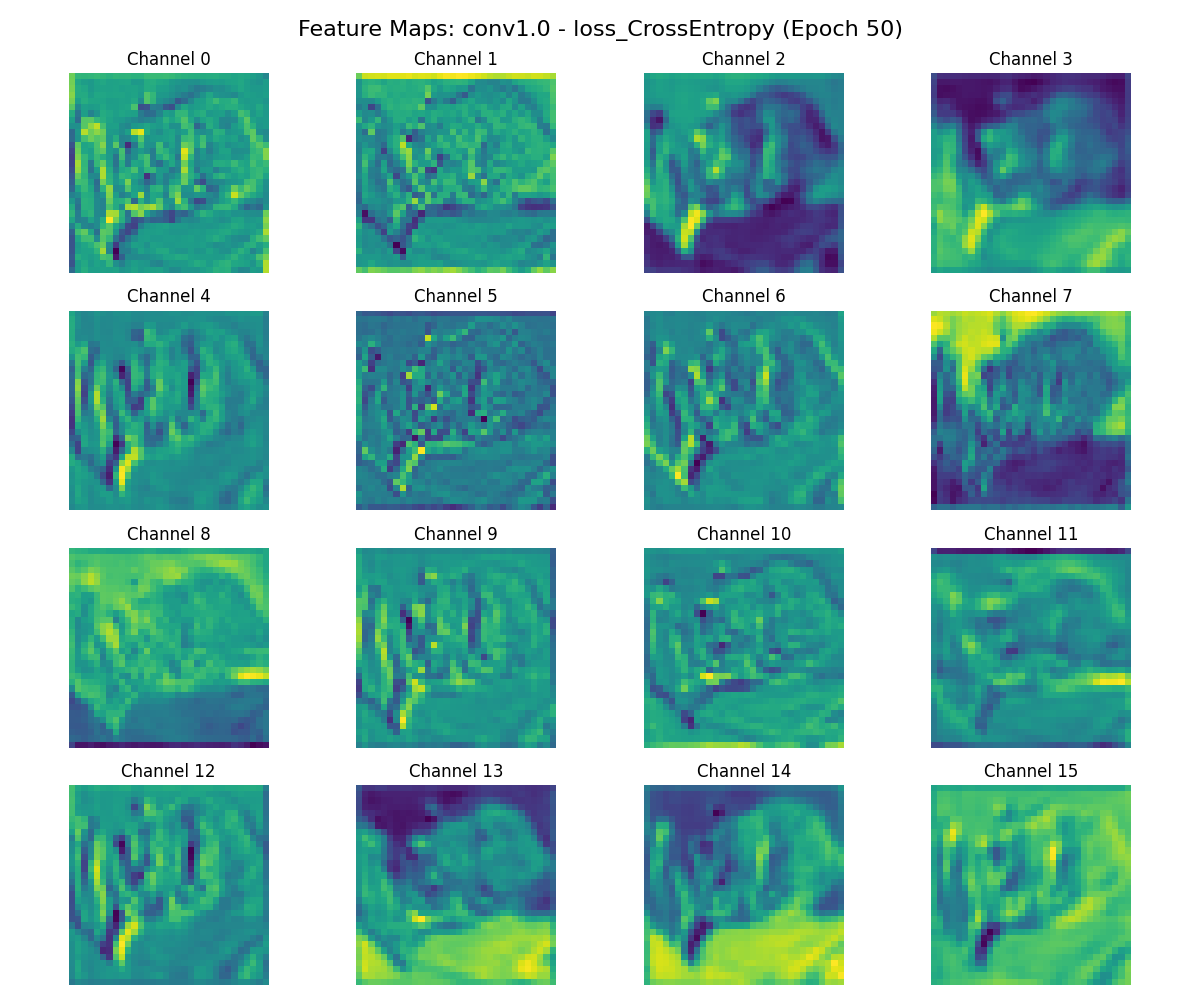 Feature Maps: conv1.0 - loss_CrossEntropy (Epoch 50)
Channel 0
Channel 1
Channel 2
Channel 3
Channel 4
Channel 5
Channel 6
Channel 7
Channel 8
Channel 9
Channel 10
Channel 11
Channel 12
Channel 13
Channel 14
Channel 15